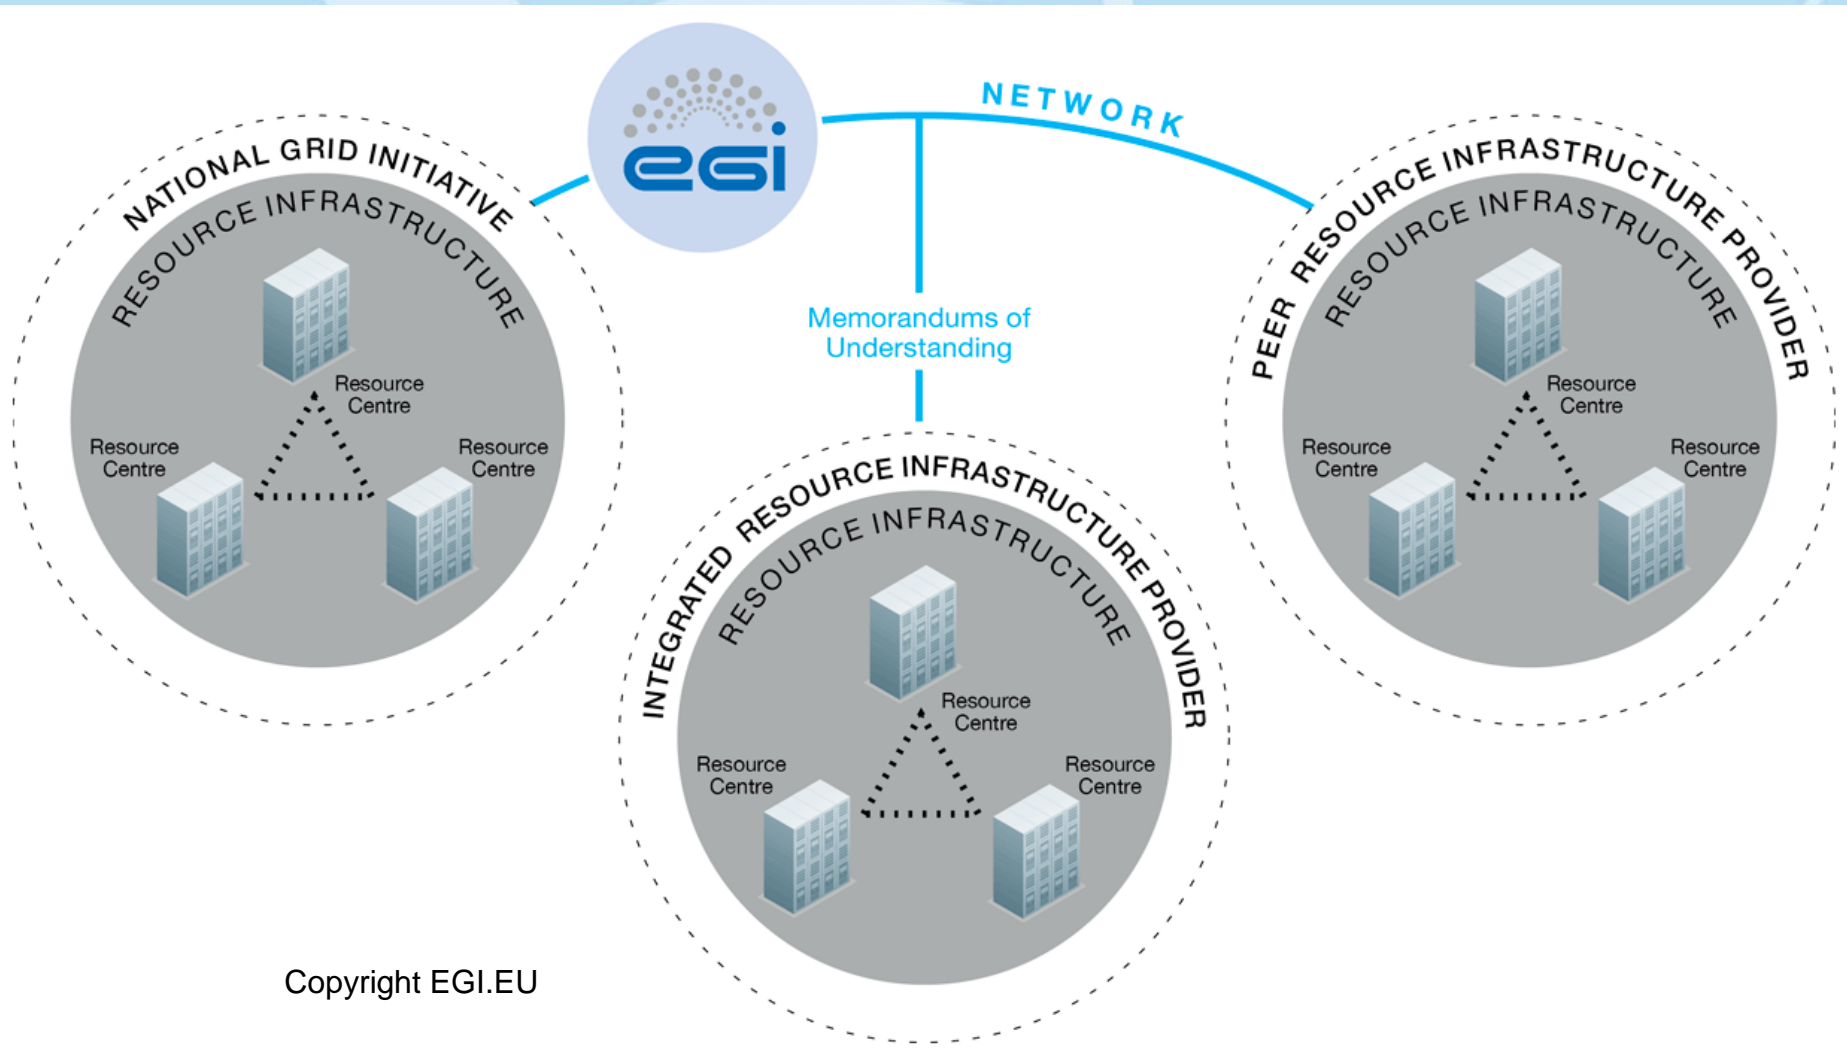 egi
NETWORK
NATIONAL GRID INITIATIVE
RESOURCE INFRASTRUCTURE
Resource
Centre
Resource
Centre
Resource
Centre
Memorandums of
Understanding
PEER RESOURCE INFRASTRUCTURE PROVIDER
RESOURCE INFRASTRUCTURE
Resource
Centre
Resource
Centre
Resource
Centre
INTEGRATED RESOURCE INFRASTRUCTURE PROVIDER
RESOURCE INFRASTRUCTURE
Resource
Centre
Resource
Centre
Resource
Centre
Copyright EGI.EU